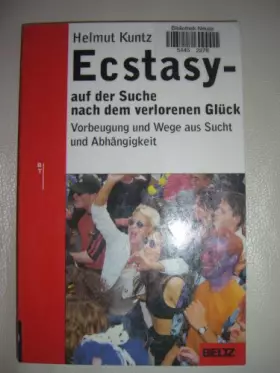 Helmut Kuntz
Ecstasy-
auf der Suche
nach dem verlorenen Glück
Vorbeugung und Wege aus Sucht
und Abhängigkeit
BELTZ